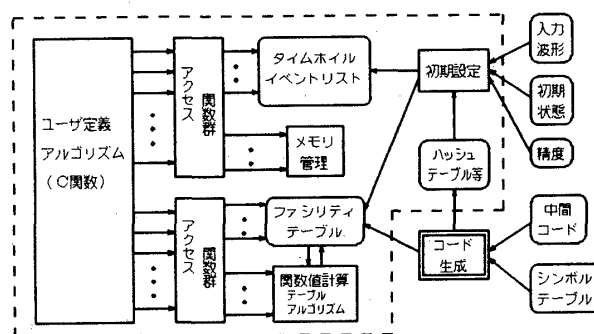 ユーザ定義
アルゴリズム
(C関数)
アクセス
関数群
タイムホイル
イベントリスト
メモリ
管理
初期設定
入力
波形
初期
状態
精度
ハッシュ
テーブル等
アクセス
関数群
ファシリティ
テーブル.
関数値計算
テーブル
アルゴリズム
コード
生成
中間
コード
シンボル
テーブル